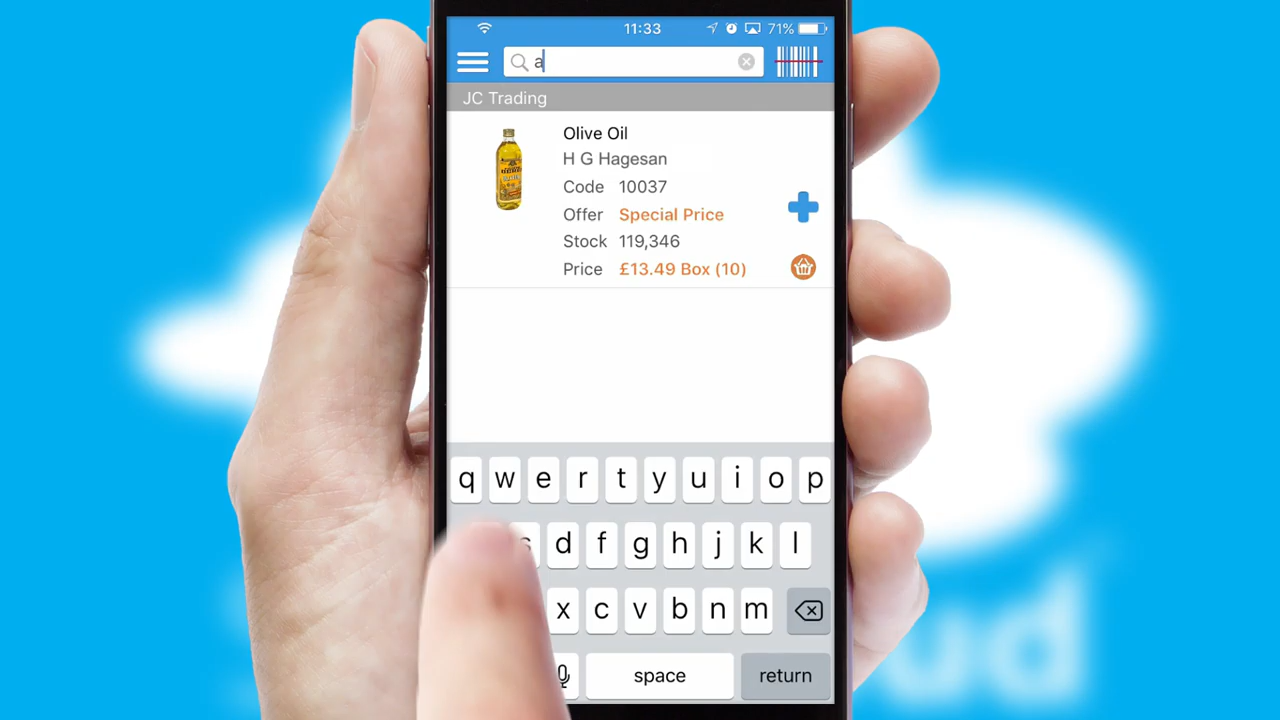 11:33 71%
a
JC Trading
Olive Oil
H G Hagesan
Code 10037
Offer Special Price
Stock 119,346
Price £13.49 Box (10)
q w e r t y u i o p
s d f g h j k l
x c v b n m
space return
ud